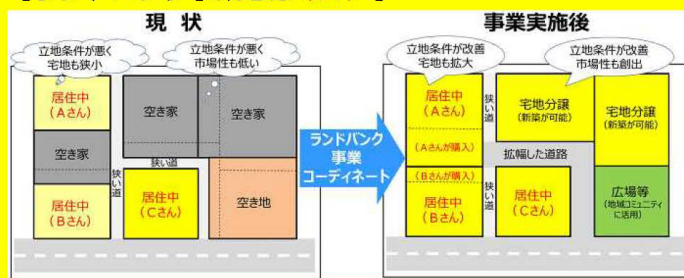 現 状
立地条件が悪く
宅地も狭小
立地条件が悪く
市場性も低い
居住中
(Aさん)
空き家
空き家
空き家
狭い道
狭い道
居住中
(Bさん)
居住中
(Cさん)
空き地
ランドバンク
事業
コーディネート
事業実施後
立地条件が改善
宅地も拡大
立地条件が改善
市場性も創出
居住中
(Aさん)
(Aさんが購入)
狭い道
宅地分譲
(新築が可能)
宅地分譲
(新築が可能)
拡幅した道路
(Bさんが購入)
居住中
(Bさん)
狭い道
居住中
(Cさん)
広場等
(地域コミュニティ
に活用)